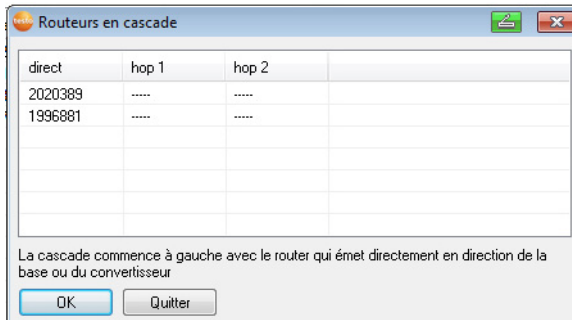 testo Routeurs en cascade
direct hop 1 hop 2
2020389 ----- -----
1996881 ----- -----
La cascade commence à gauche avec le router qui émet directement en direction de la
base ou du convertisseur
OK Quitter